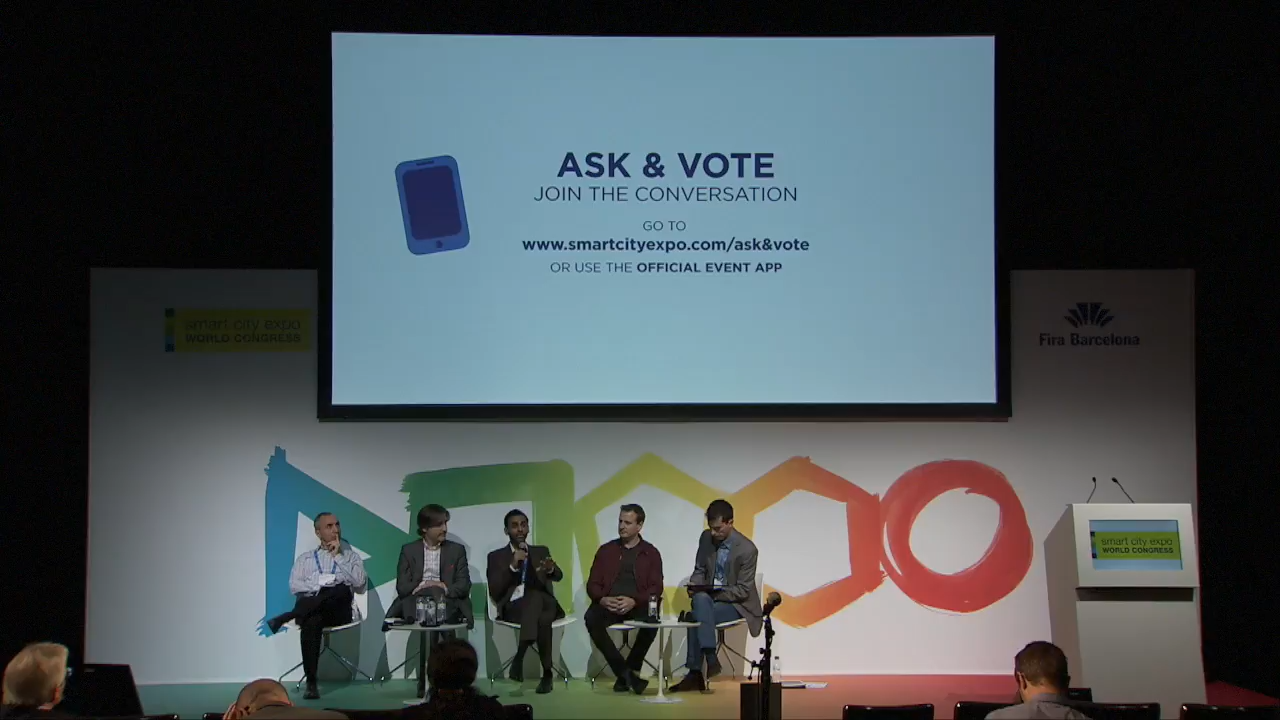 ASK & VOTE
JOIN THE CONVERSATION
GO TO
www.smartcityexpo.com/ask&vote
OR USE THE OFFICIAL EVENT APP
smart city expo
WORLD CONGRESS
Fira Barcelona
smart city expo
WORLD CONGRESS